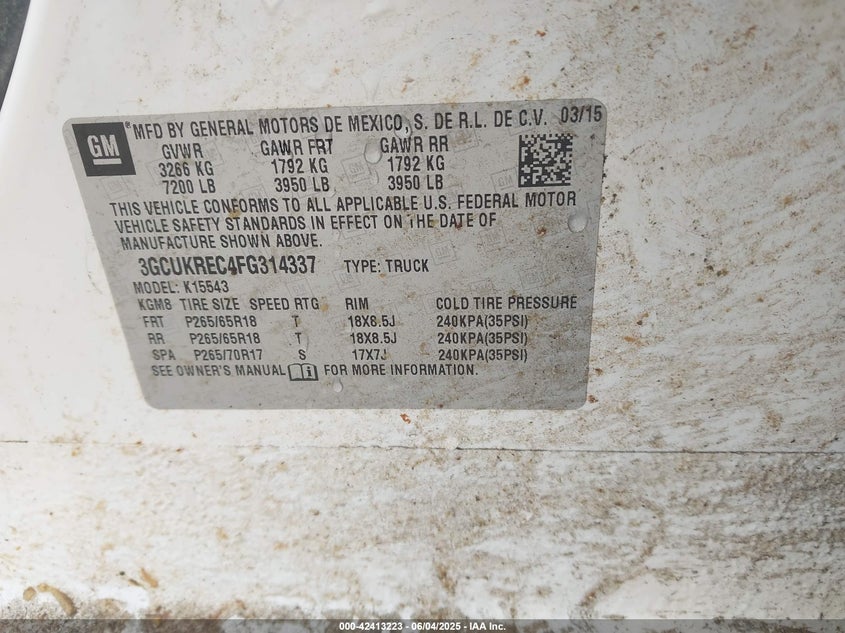 GM ® MFD BY GENERAL MOTORS DE MEXICO, S. DE R.L. DE C.V. 03/15
GVWR GAWR FRT GAWR RR
3266 KG 1792 KG 1792 KG
7200 LB 3950 LB 3950 LB
THIS VEHICLE CONFORMS TO ALL APPLICABLE U.S. FEDERAL MOTOR
VEHICLE SAFETY STANDARDS IN EFFECT ON THE DATE OF
MANUFACTURE SHOWN ABOVE.
3GCUKREC4FG314337 TYPE: TRUCK
MODEL: K15543
KGM8 TIRE SIZE SPEED RTG RIM COLD TIRE PRESSURE
FRT P265/65R18 T 18X8.5J 240KPA(35PSI)
RR P265/65R18 T 18X8.5J 240KPA(35PSI)
SPA P265/70R17 S 17X7J 240KPA(35PSI)
SEE OWNER'S MANUAL FOR MORE INFORMATION.
000-42413223 - 06/04/2025 - IAA Inc.